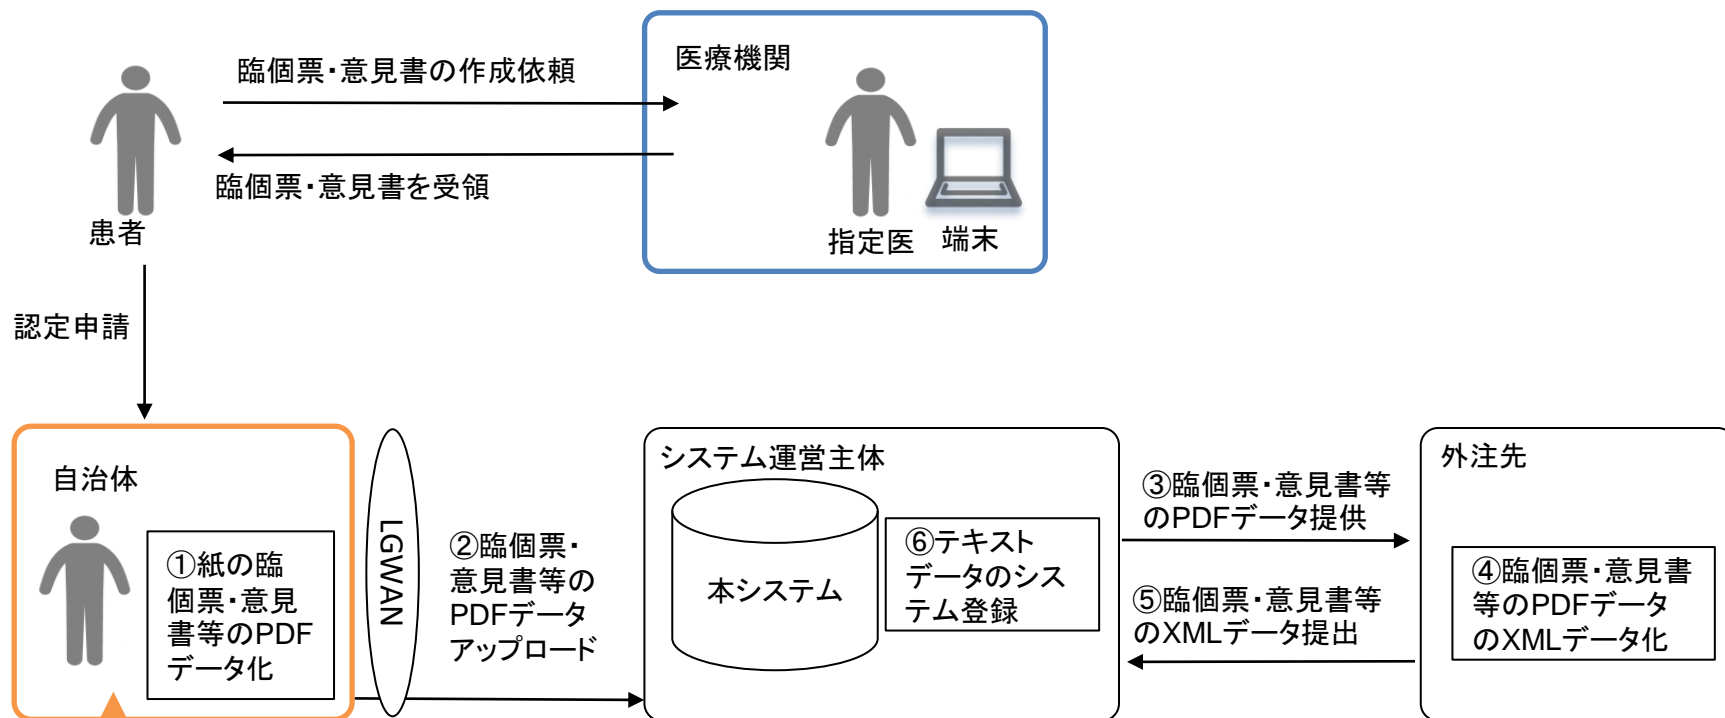 臨個票・意見書の作成依頼
医療機関
臨個票・意見書を受領
患者
指定医
端末
認定申請
自治体
①紙の臨
個票・意見
書等のPDF
データ化
LGWAN
②臨個票・
意見書等の
PDFデータ
アップロード
システム運営主体
本システム
⑥テキスト
データのシス
テム登録
③臨個票・意見書等
のPDFデータ提供
⑤臨個票・意見書等
のXMLデータ提出
外注先
④臨個票・意見書
等のPDFデータ
のXMLデータ化